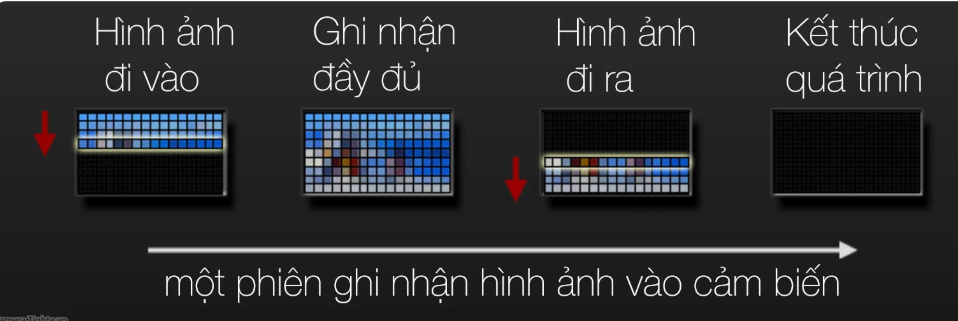 Hình ảnh
đi vào
Ghi nhận
đầy đủ
Hình ảnh
đi ra
Kết thúc
quá trình
một phiên ghi nhận hình ảnh vào cảm biến